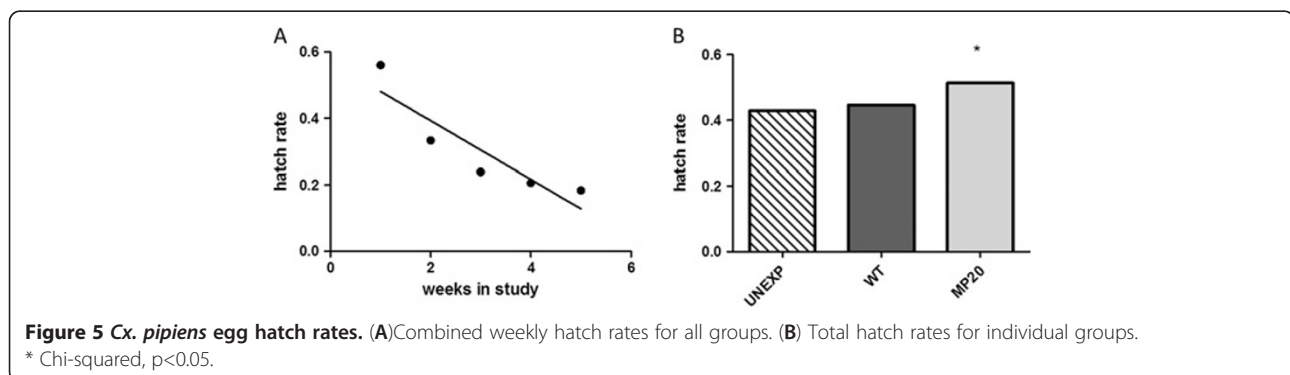 A
0.6
0.4
0.2
0.0
hatch rate
0 2 4 6
weeks in study
B
*
0.6
0.4
0.2
0.0
hatch rate
UNEXP WT MP20
Figure 5 Cx. pipiens egg hatch rates. (A)Combined weekly hatch rates for all groups. (B) Total hatch rates for individual groups.
* Chi-squared, p<0.05.